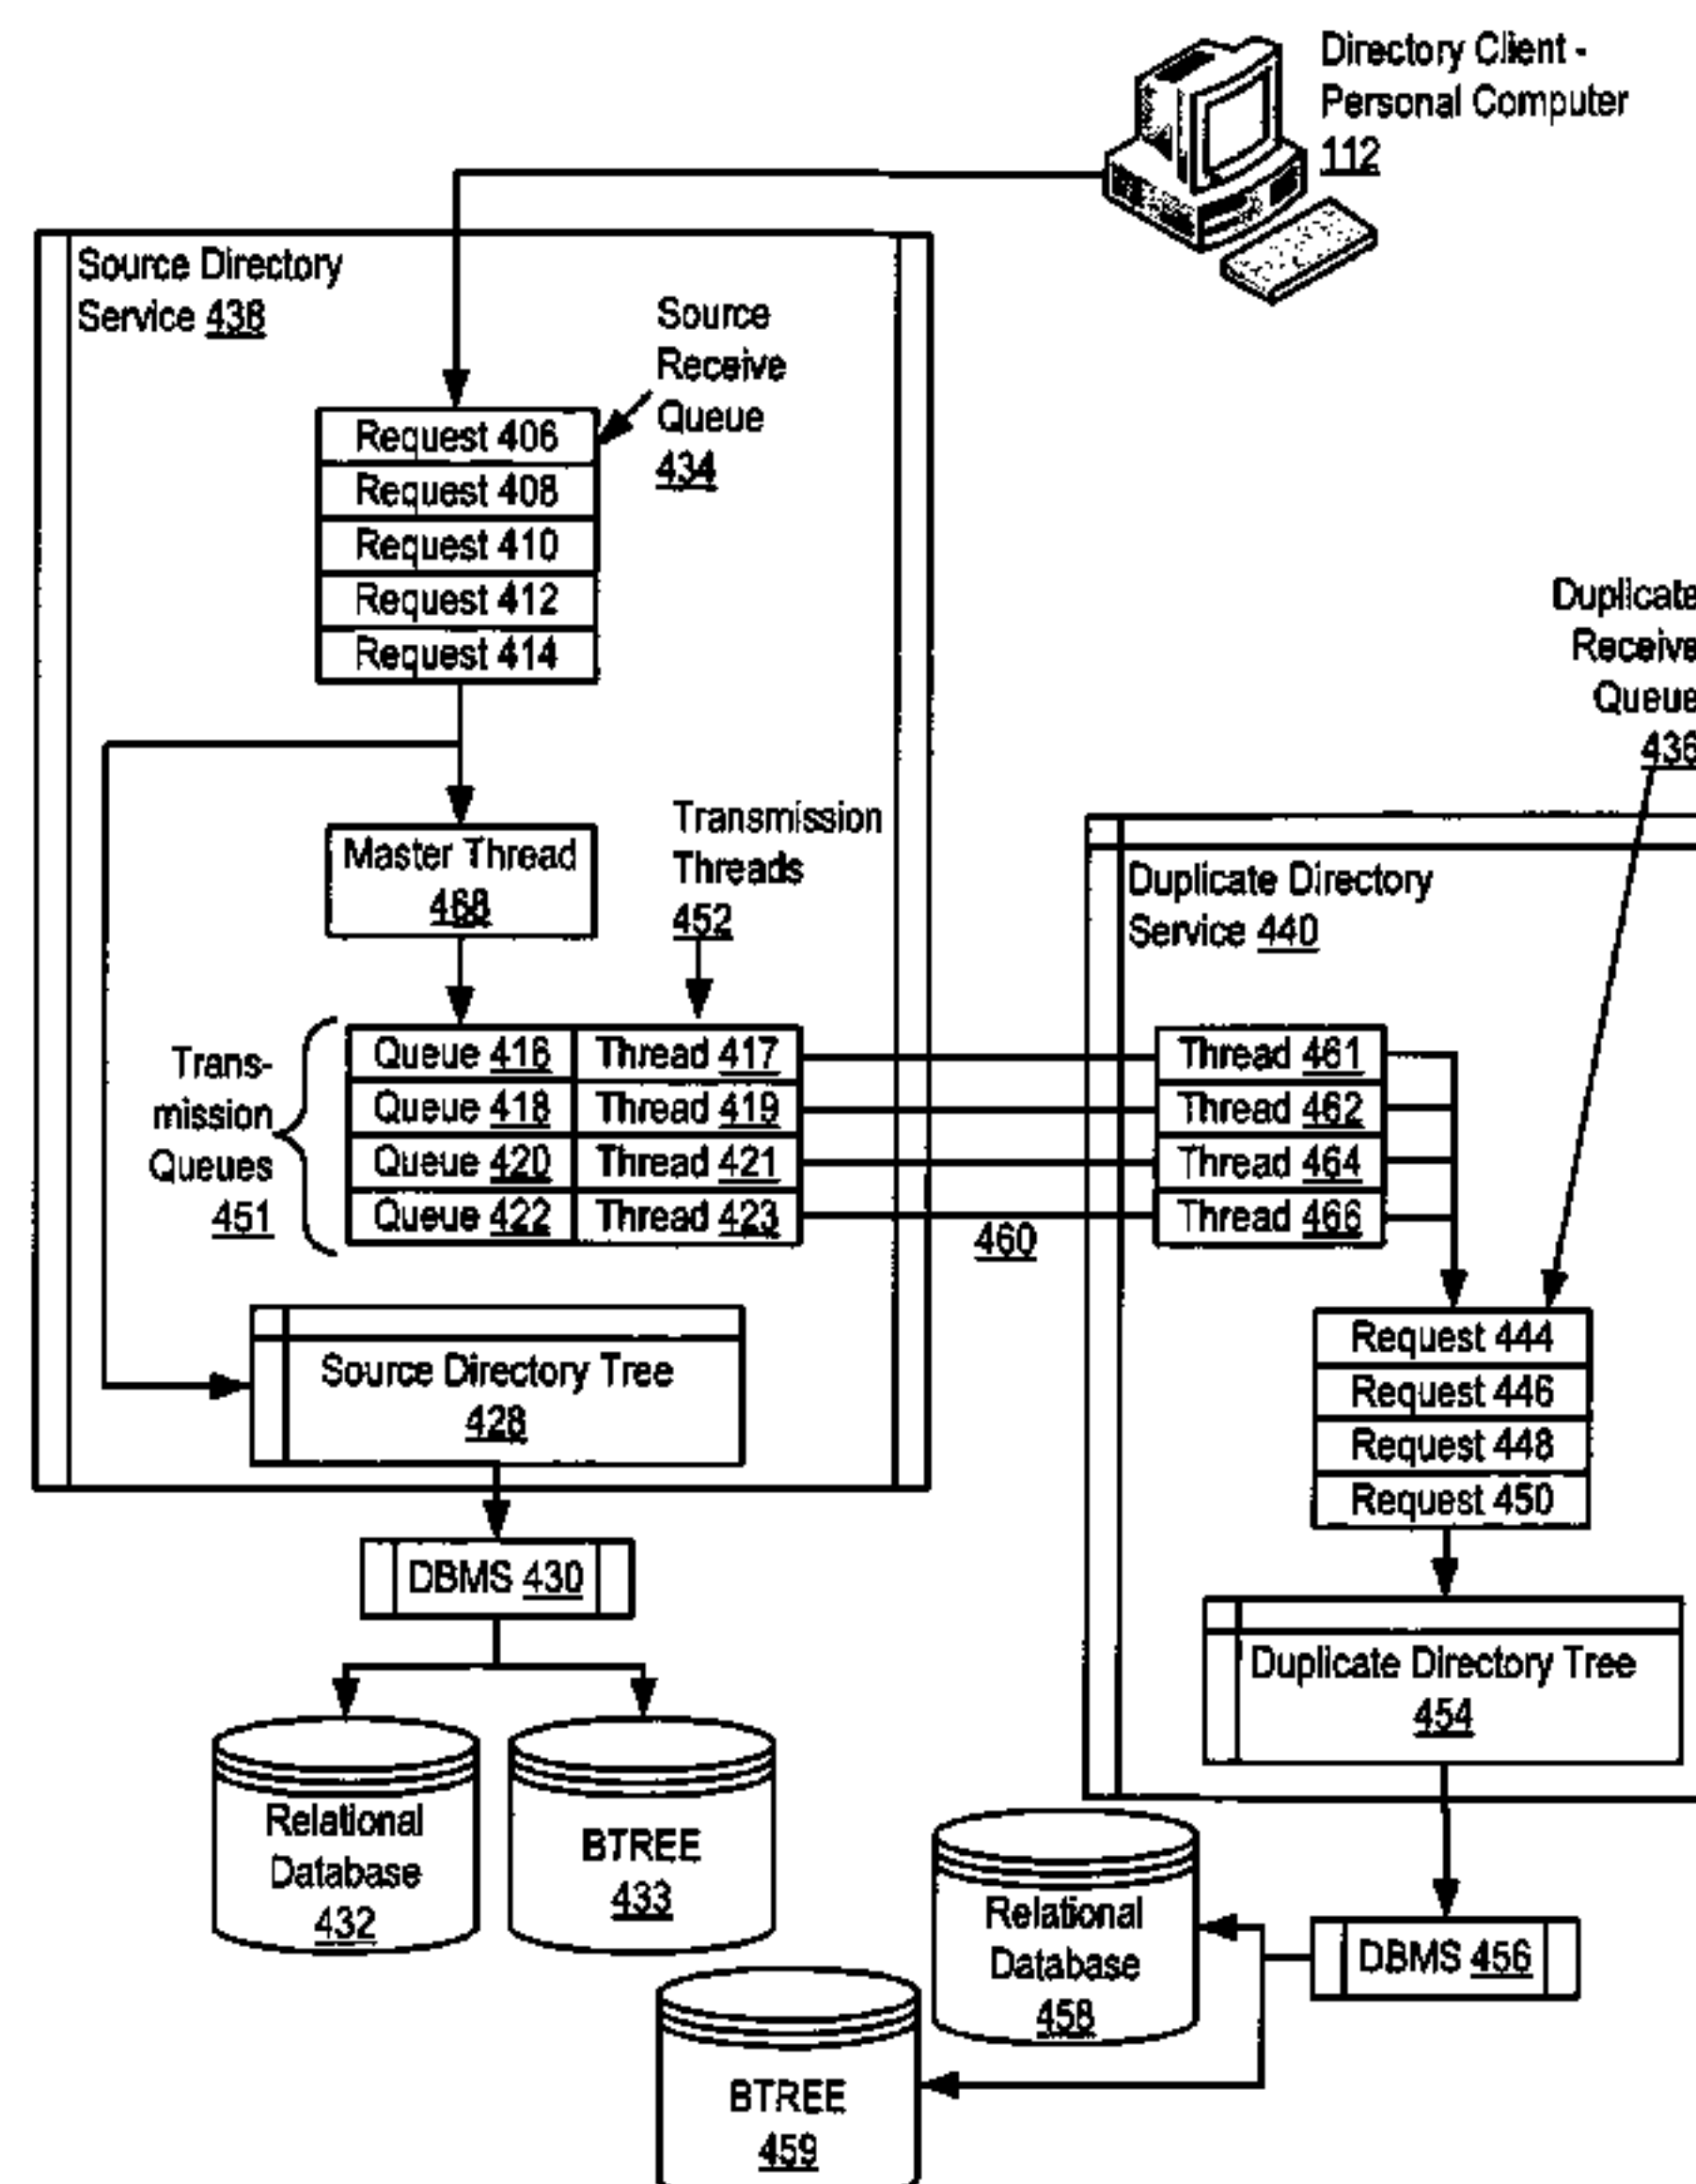 Directory Client -
Personal Computer
112
Source Directory
Service 438
Source
Receive
Queue
434
Request 406
Request 408
Request 410
Request 412
Request 414
Duplicate
Receive
Queue
436
Master Thread
468
Transmission
Threads
452
Duplicate Directory
Service 440
Trans-
mission
Queues
451
Queue 416 Thread 417
Queue 418 Thread 419
Queue 420 Thread 421
Queue 422 Thread 423
460
Thread 461
Thread 462
Thread 464
Thread 466
Source Directory Tree
428
Request 444
Request 446
Request 448
Request 450
DBMS 430
Duplicate Directory Tree
454
Relational
Database
432
BTREE
433
Relational
Database
458
DBMS 456
BTREE
459